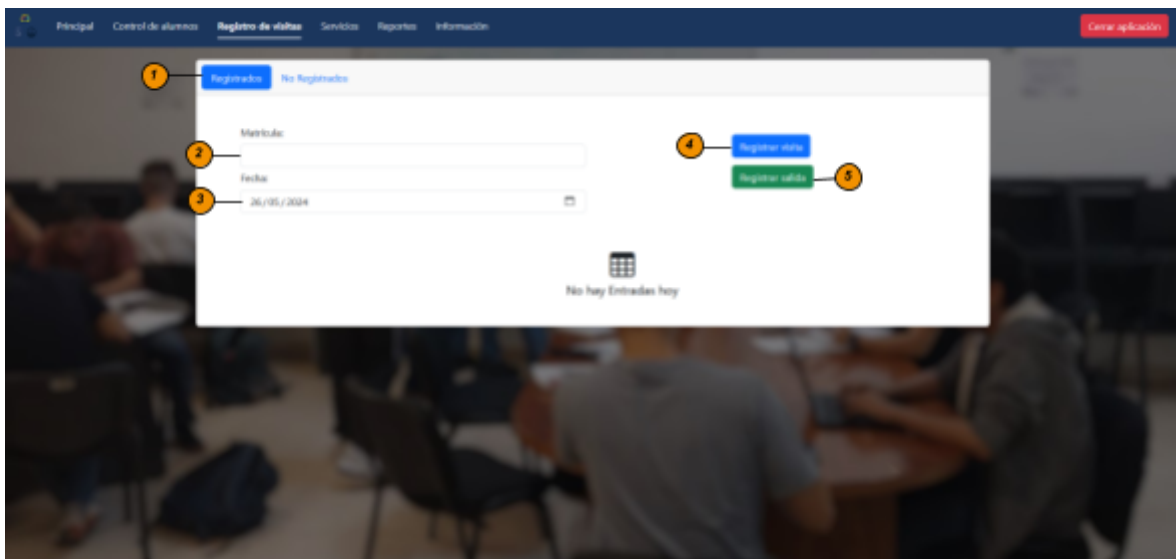 Principal Control de alumnos Registro de visitas Servicios Reportes Información Cerrar aplicación
1 Registrados No Registrados
Matrícula:
2
4 Registrar visita
Fecha:
Registrar salida 5
3 26/05/2024
No hay Entradas hoy